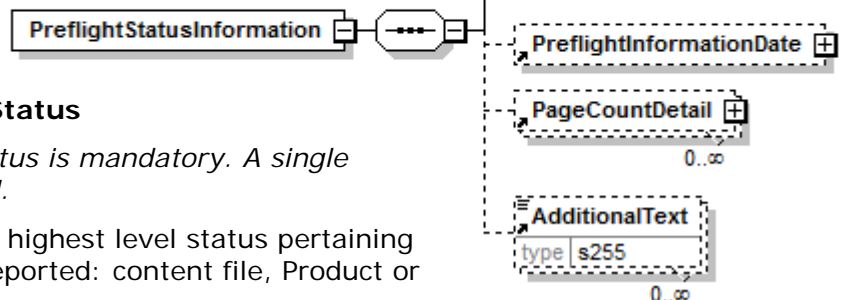 PreflightStatusInformation
PreflightInformationDate
Status
PageCountDetail
0..∞
tus is mandatory. A single
AdditionalText
type s255
0..∞
highest level status pertaining
eported: content file, Product or